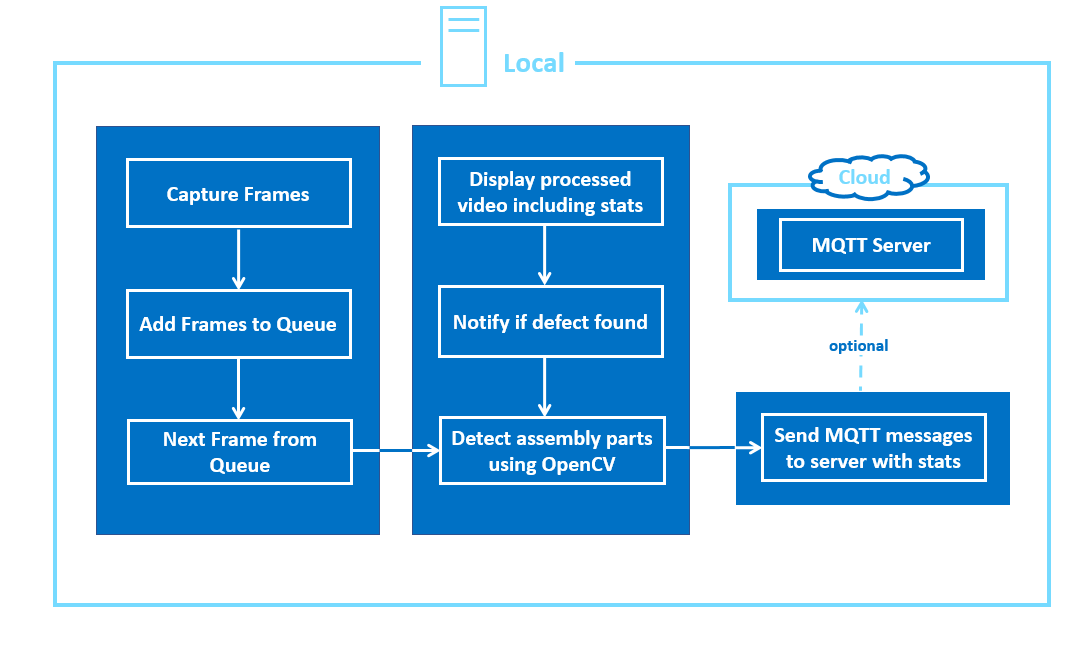 Local
Capture Frames
Add Frames to Queue
Next Frame from
Queue
Display processed
video including stats
Notify if defect found
Detect assembly parts
using OpenCV
Cloud
MQTT Server
optional
Send MQTT messages
to server with stats